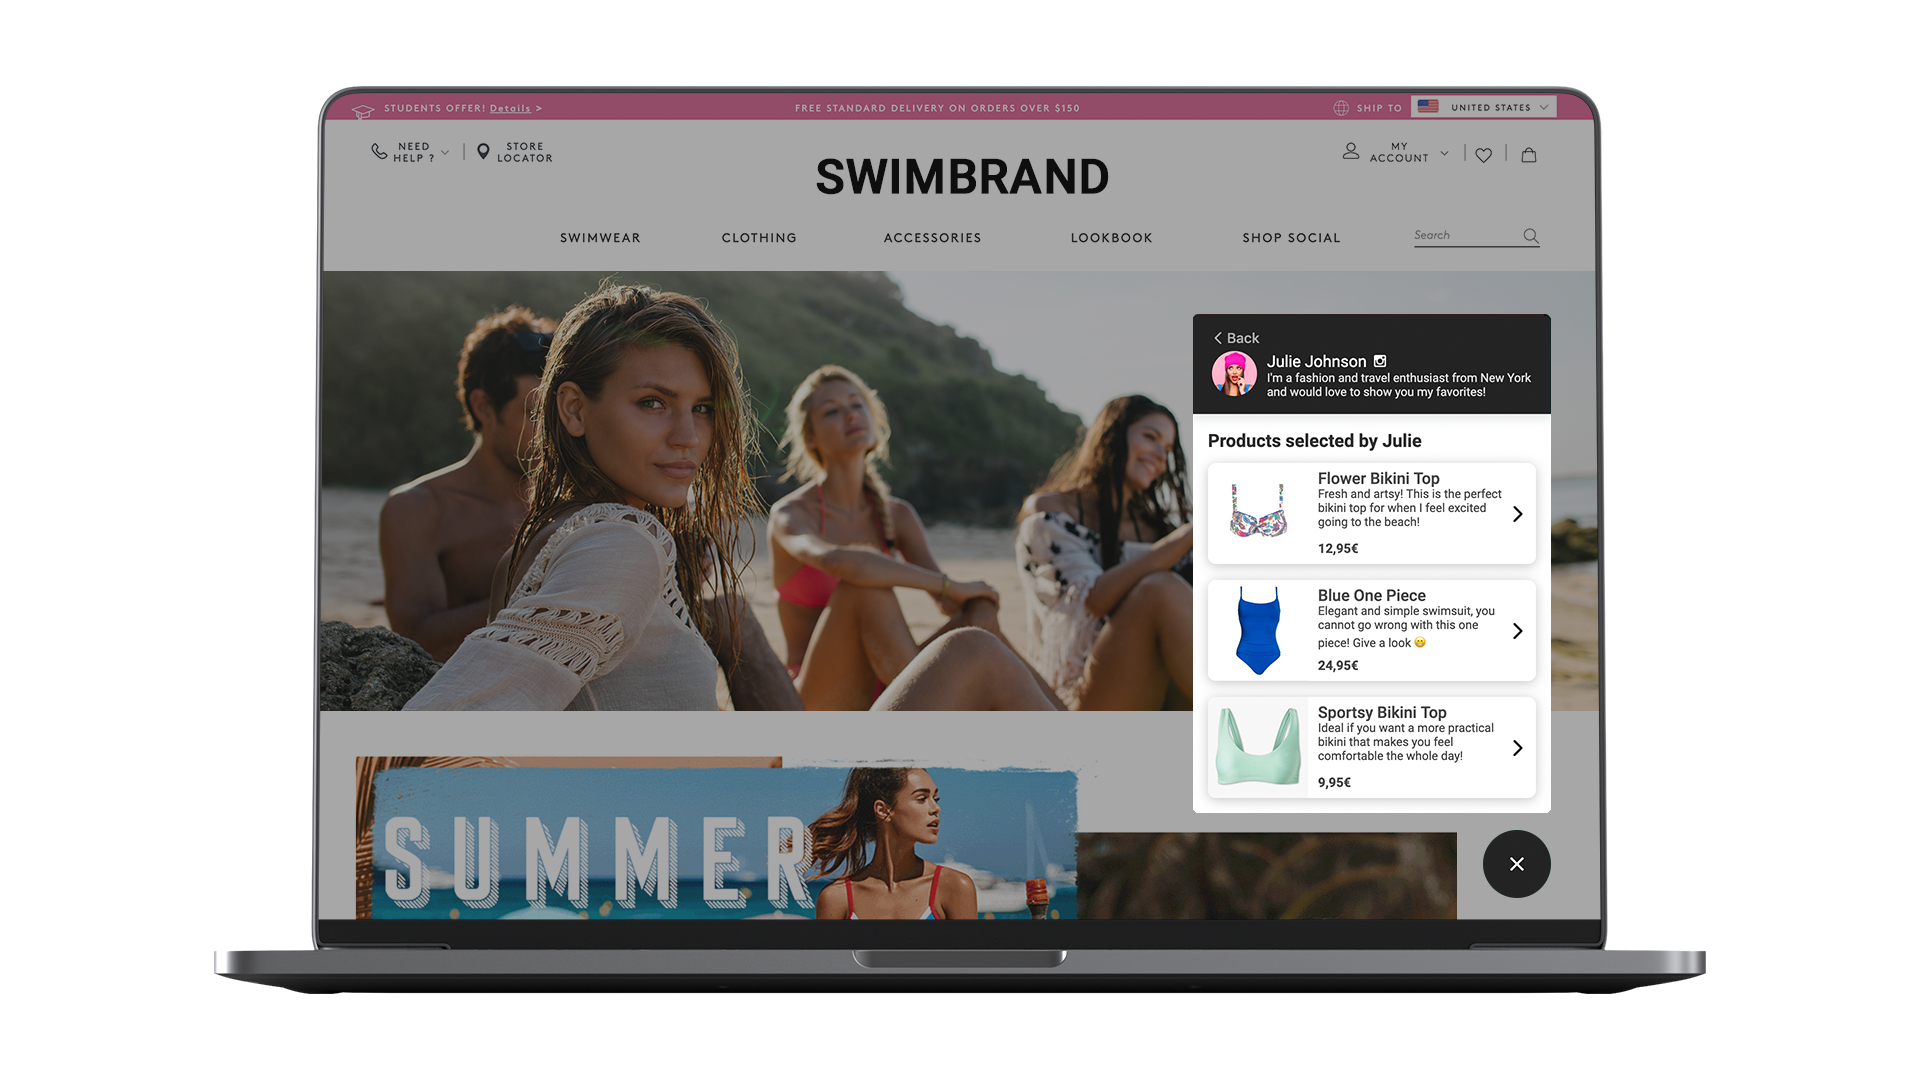 STUDENTS OFFER! Details >
FREE STANDARD DELIVERY ON ORDERS OVER $150
SHIP TO
UNITED STATES
NEED
HELP ?
STORE
LOCATOR
SWIMBRAND
MY
ACCOUNT
SWIMWEAR
CLOTHING
ACCESSORIES
LOOKBOOK
SHOP SOCIAL
Search
Back
Julie Johnson
I'm a fashion and travel enthusiast from New York
and would love to show you my favorites!
Products selected by Julie
Flower Bikini Top
Fresh and artsy! This is the perfect
bikini top for when I feel excited
going to the beach!
12,95€
Blue One Piece
Elegant and simple swimsuit, you
cannot go wrong with this one
piece! Give a look 😁
24,95€
Sportsy Bikini Top
Ideal if you want a more practical
bikini that makes you feel
comfortable the whole day!
9,95€
SUMMER